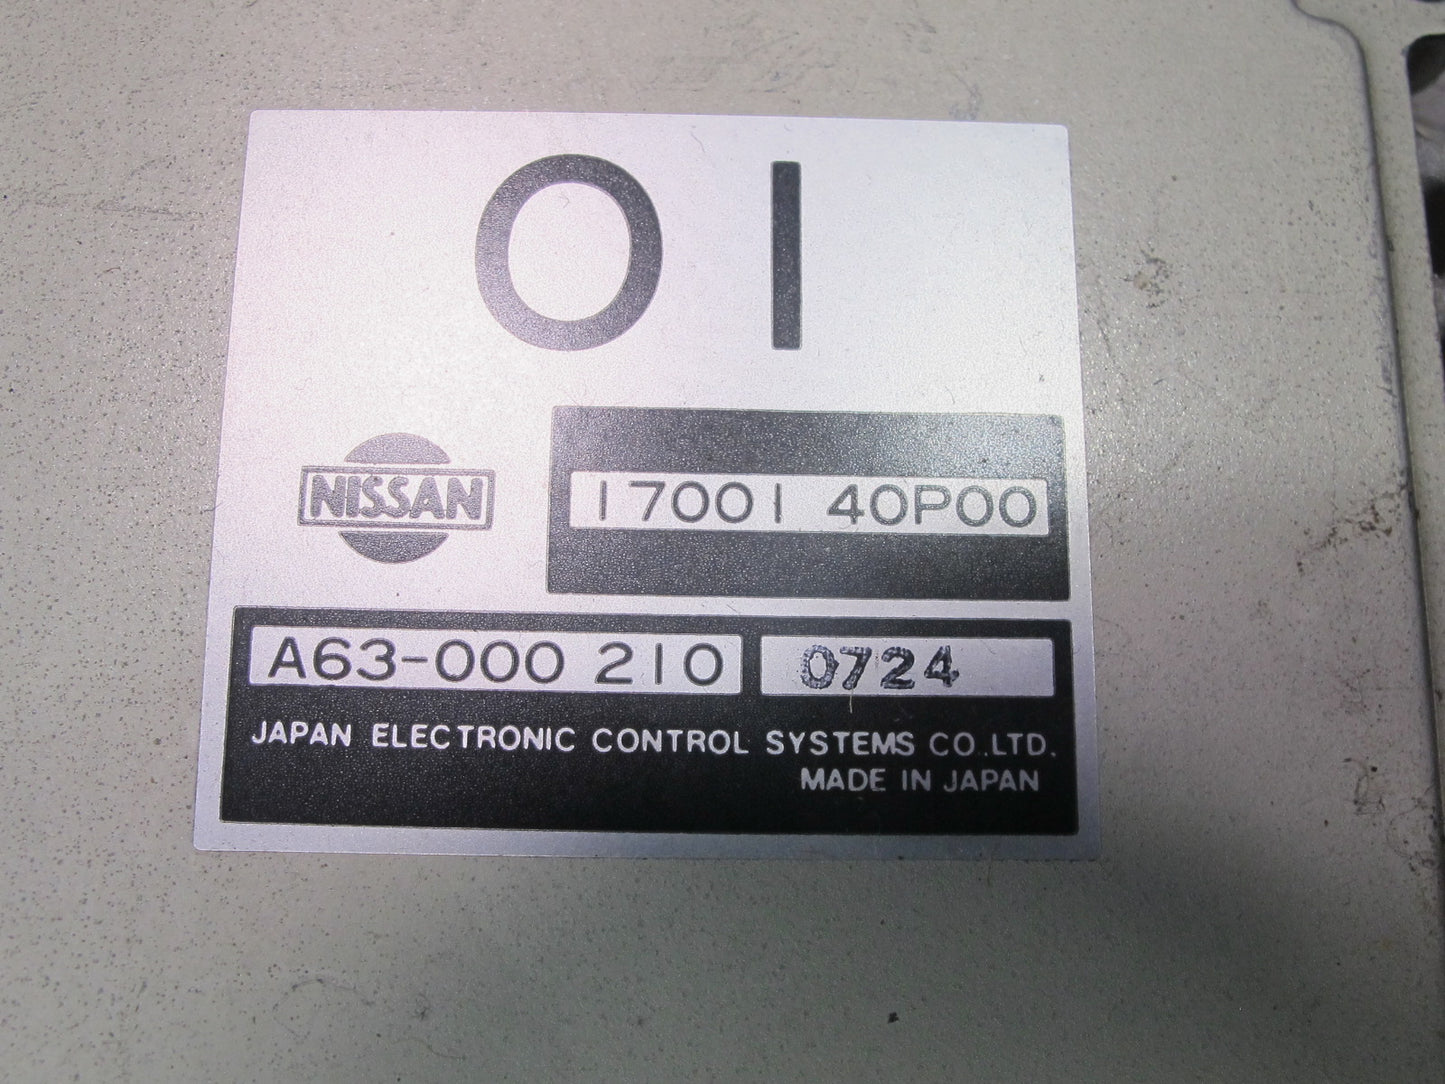 01
NISSAN
17001 40P00
A63-000 210 0724
JAPAN ELECTRONIC CONTROL SYSTEMS CO.,LTD.
MADE IN JAPAN